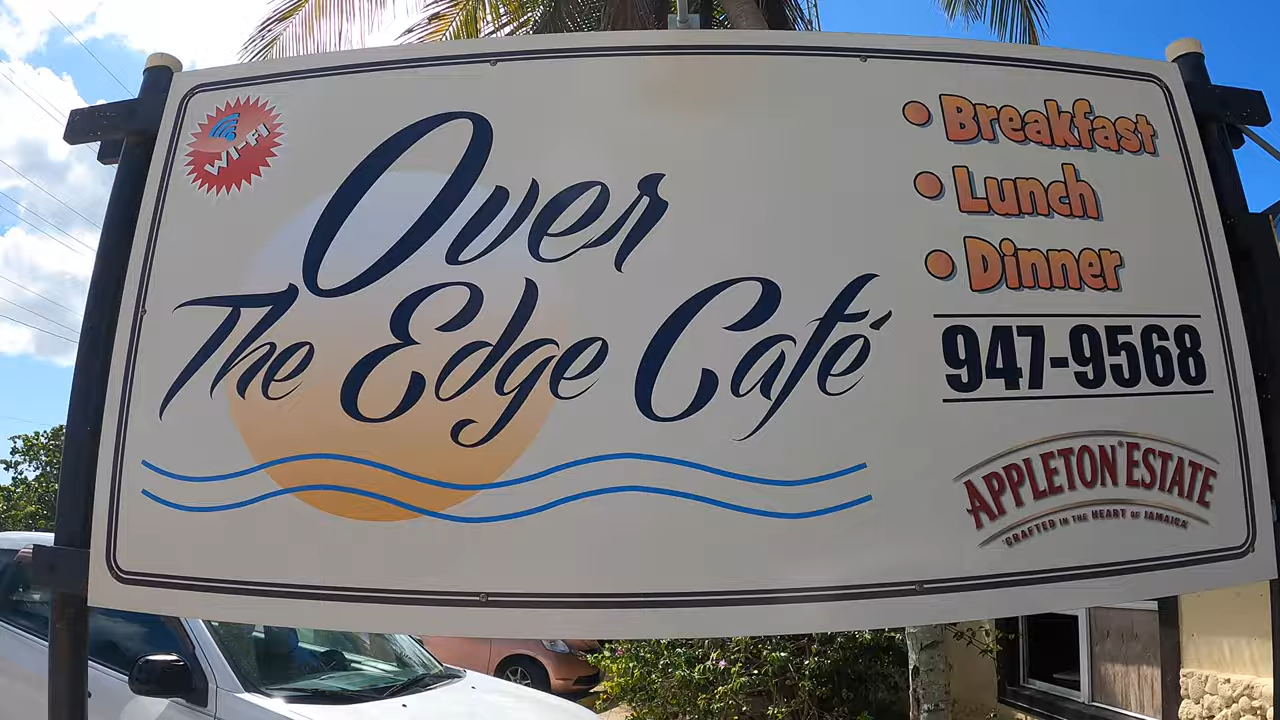 WI-FI
Over
The Edge Café
• Breakfast
• Lunch
• Dinner
947-9568
APPLETON® ESTATE
CRAFTED IN THE HEART OF JAMAICA